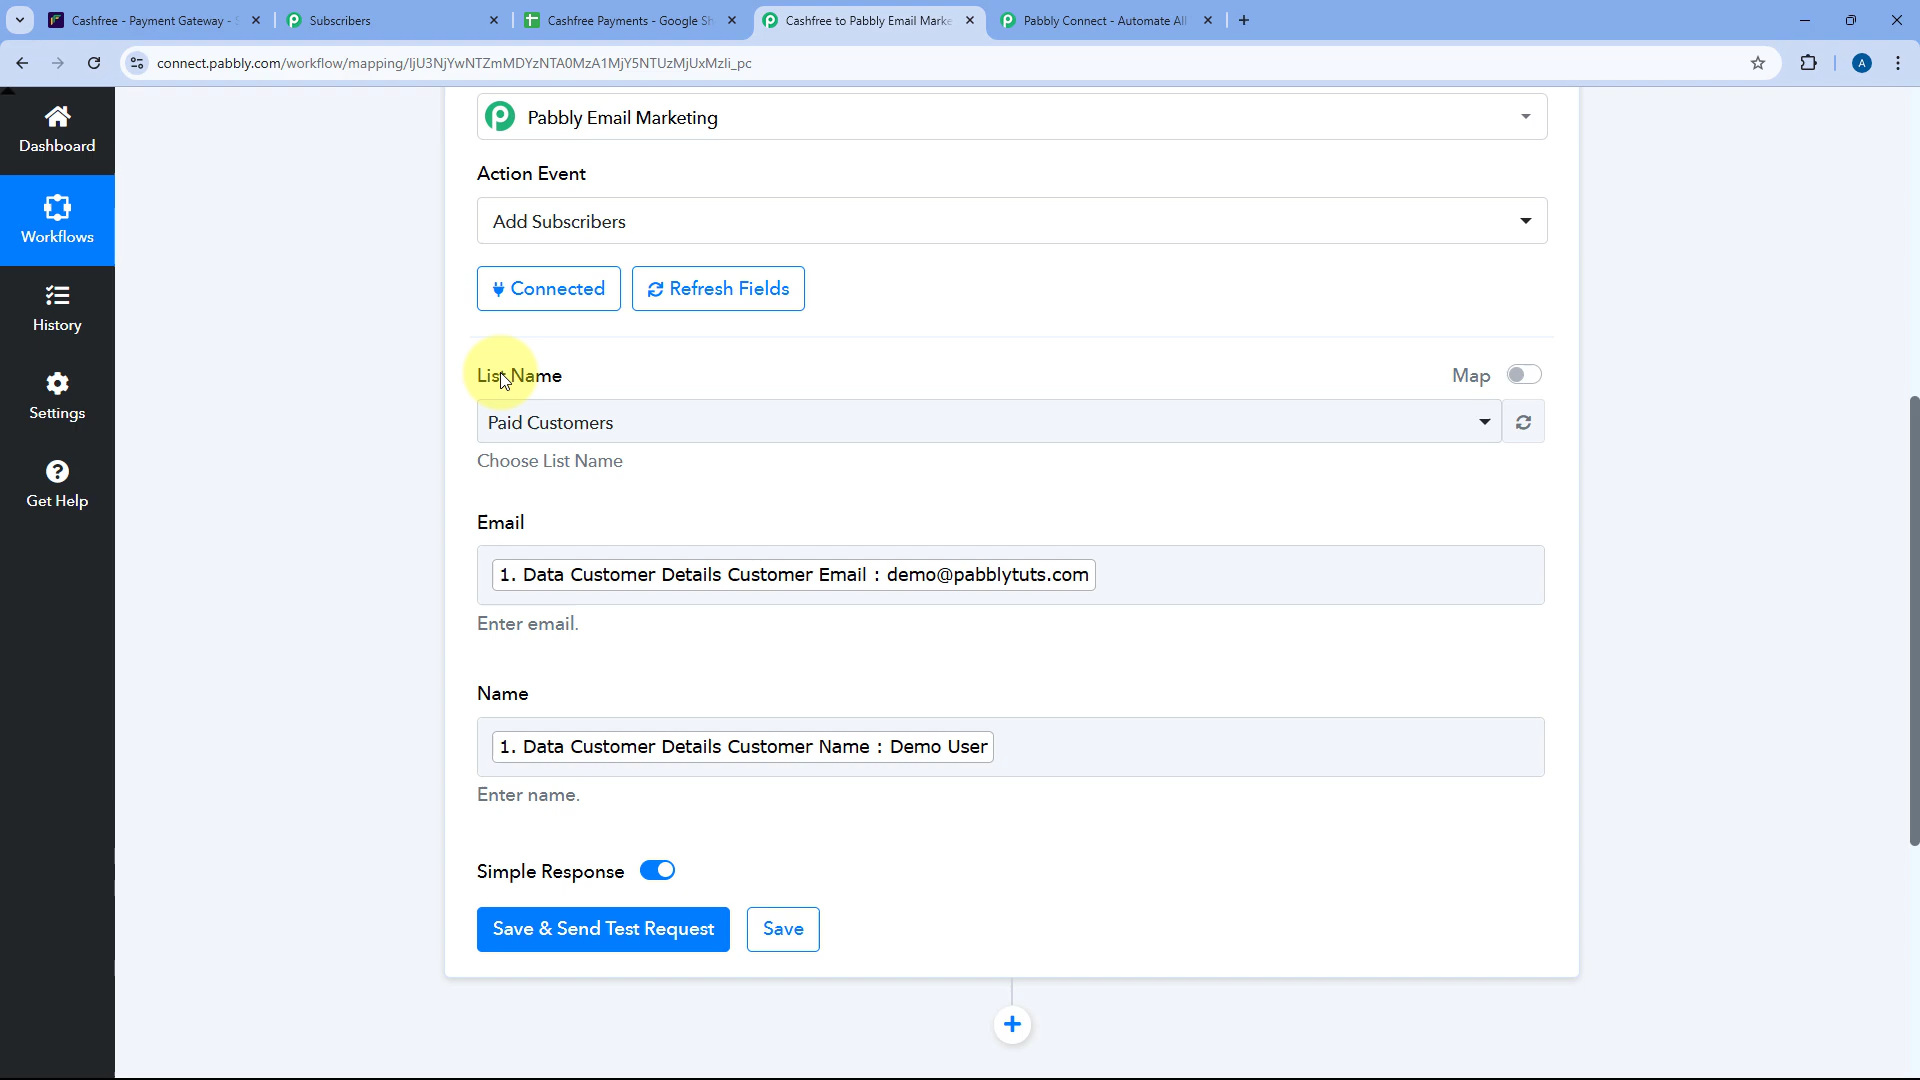 Cashfree - Payment Gateway - S
Subscribers
Cashfree Payments - Google Sh
Cashfree to Pabbly Email Marke
Pabbly Connect - Automate All
connect.pabbly.com/workflow/mapping/IjU3NjYwNTZmMDYzNTA0MzA1MjY5NTUzMjUxMzIi_pc
A
Dashboard
Workflows
History
Settings
Get Help
Pabbly Email Marketing
Action Event
Add Subscribers
Connected
Refresh Fields
List Name
Map
Paid Customers
Choose List Name
Email
1. Data Customer Details Customer Email : demo@pabblytuts.com
Enter email.
Name
1. Data Customer Details Customer Name : Demo User
Enter name.
Simple Response
Save & Send Test Request
Save